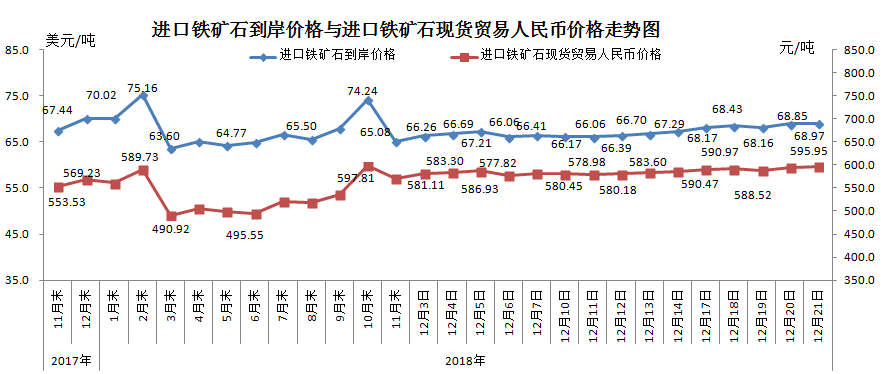 进口铁矿石到岸价格与进口铁矿石现货贸易人民币价格走势图
美元/吨
元/吨
进口铁矿石到岸价格
进口铁矿石现货贸易人民币价格
85.0
75.0
65.0
55.0
45.0
35.0
850.0
800.0
750.0
700.0
650.0
600.0
550.0
500.0
450.0
400.0
350.0
67.44
70.02
75.16
63.60
64.77
65.50
74.24
65.08
66.26
66.69
67.21
66.06
66.41
66.17
66.06
66.39
66.70
67.29
68.17
68.43
68.16
68.85
68.97
553.53
569.23
589.73
490.92
495.55
597.81
581.11
583.30
586.93
577.82
580.45
578.98
580.18
583.60
590.47
590.97
588.52
595.95
11月末
12月末
1月末
2月末
3月末
4月末
5月末
6月末
7月末
8月末
9月末
10月末
11月末
12月3日
12月4日
12月5日
12月6日
12月7日
12月10日
12月11日
12月12日
12月13日
12月14日
12月17日
12月18日
12月19日
12月20日
12月21日
2017年
2018年